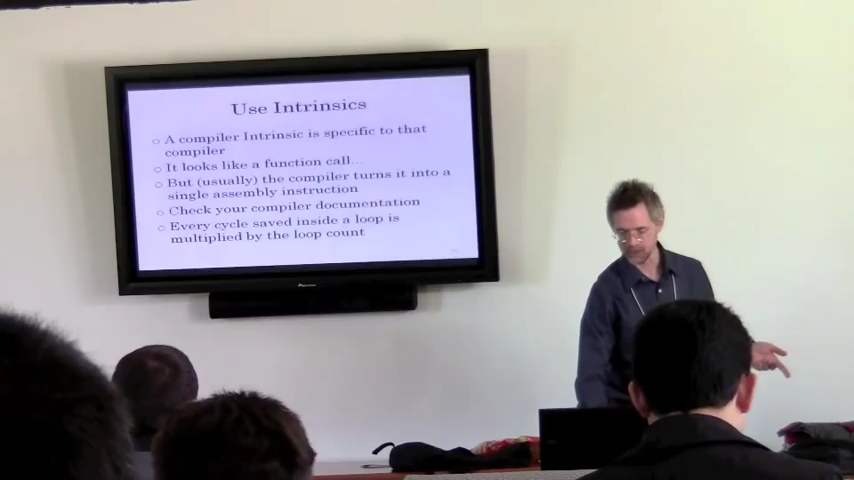 Use Intrinsics
○ A compiler Intrinsic is specific to that
compiler
○ It looks like a function call...
○ But (usually) the compiler turns it into a
single assembly instruction
○ Check your compiler documentation
○ Every cycle saved inside a loop is
multiplied by the loop count